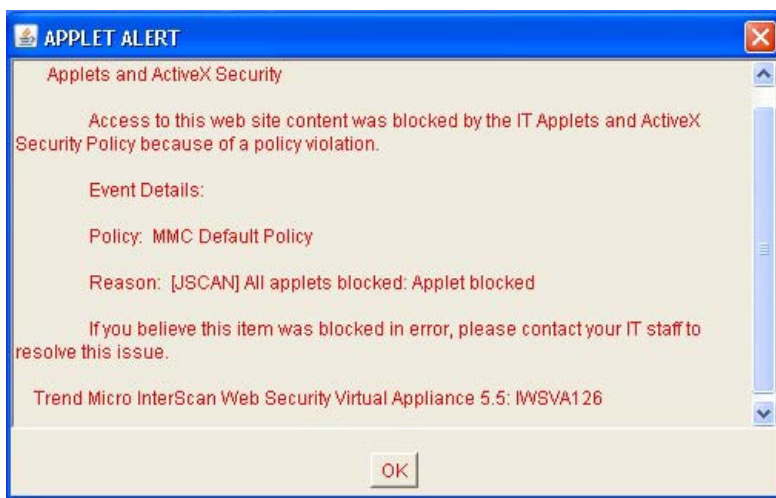 APPLET ALERT
Applets and ActiveX Security
Access to this web site content was blocked by the IT Applets and ActiveX
Security Policy because of a policy violation.
Event Details:
Policy: MMC Default Policy
Reason: [JSCAN] All applets blocked: Applet blocked
If you believe this item was blocked in error, please contact your IT staff to
resolve this issue.
Trend Micro InterScan Web Security Virtual Appliance 5.5: IWSVA126
OK